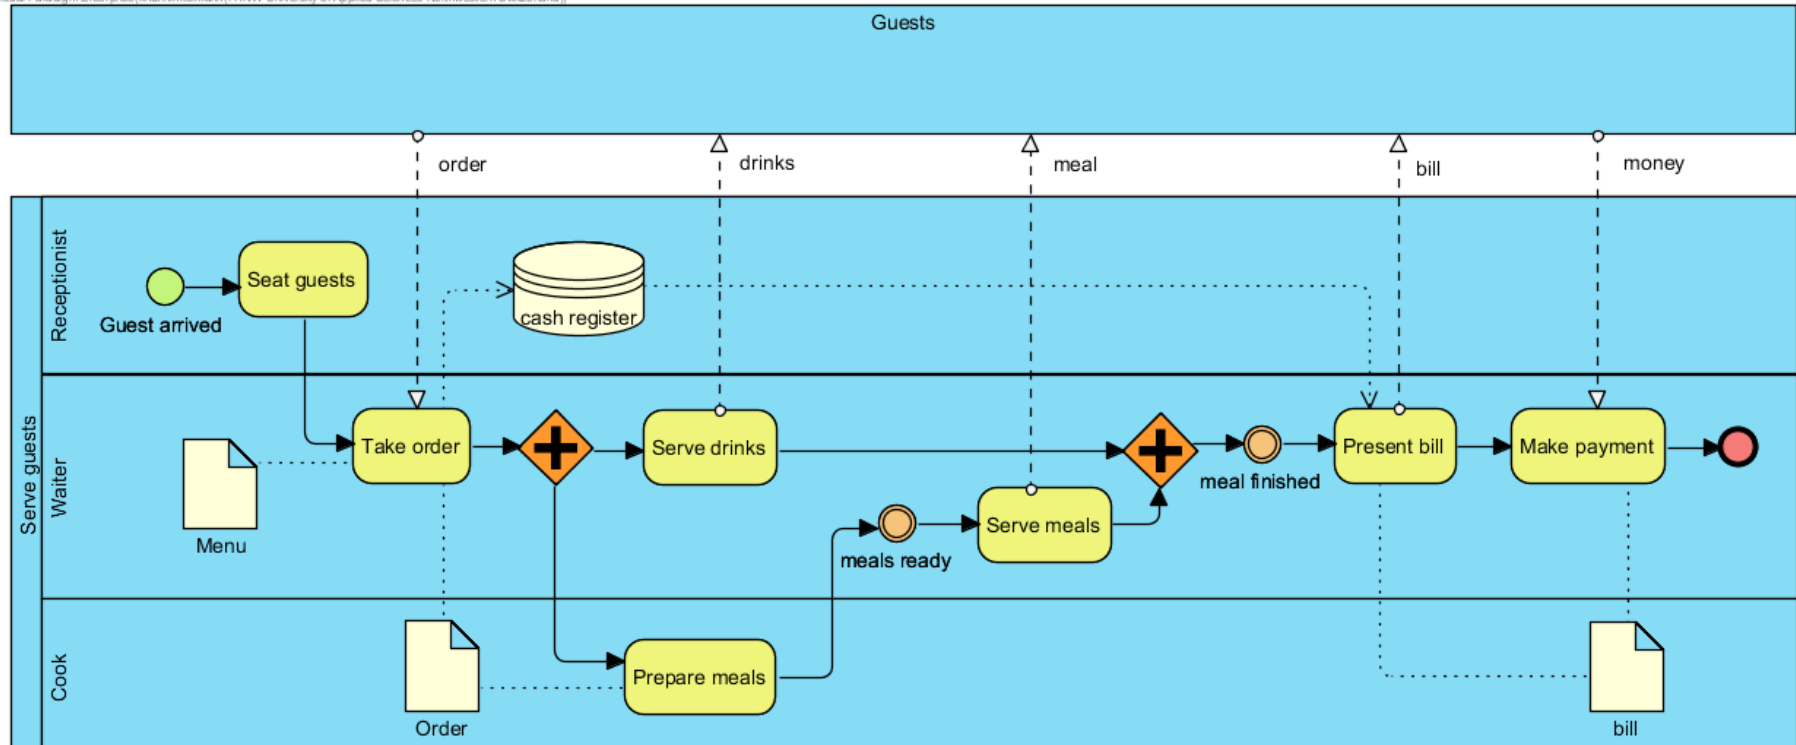 Guests
order
drinks
meal
bill
money
Serve guests
Receptionist
Guest arrived
Seat guests
cash register
Waiter
Menu
Take order
Serve drinks
meals ready
Serve meals
meal finished
Present bill
Make payment
Cook
Order
Prepare meals
bill